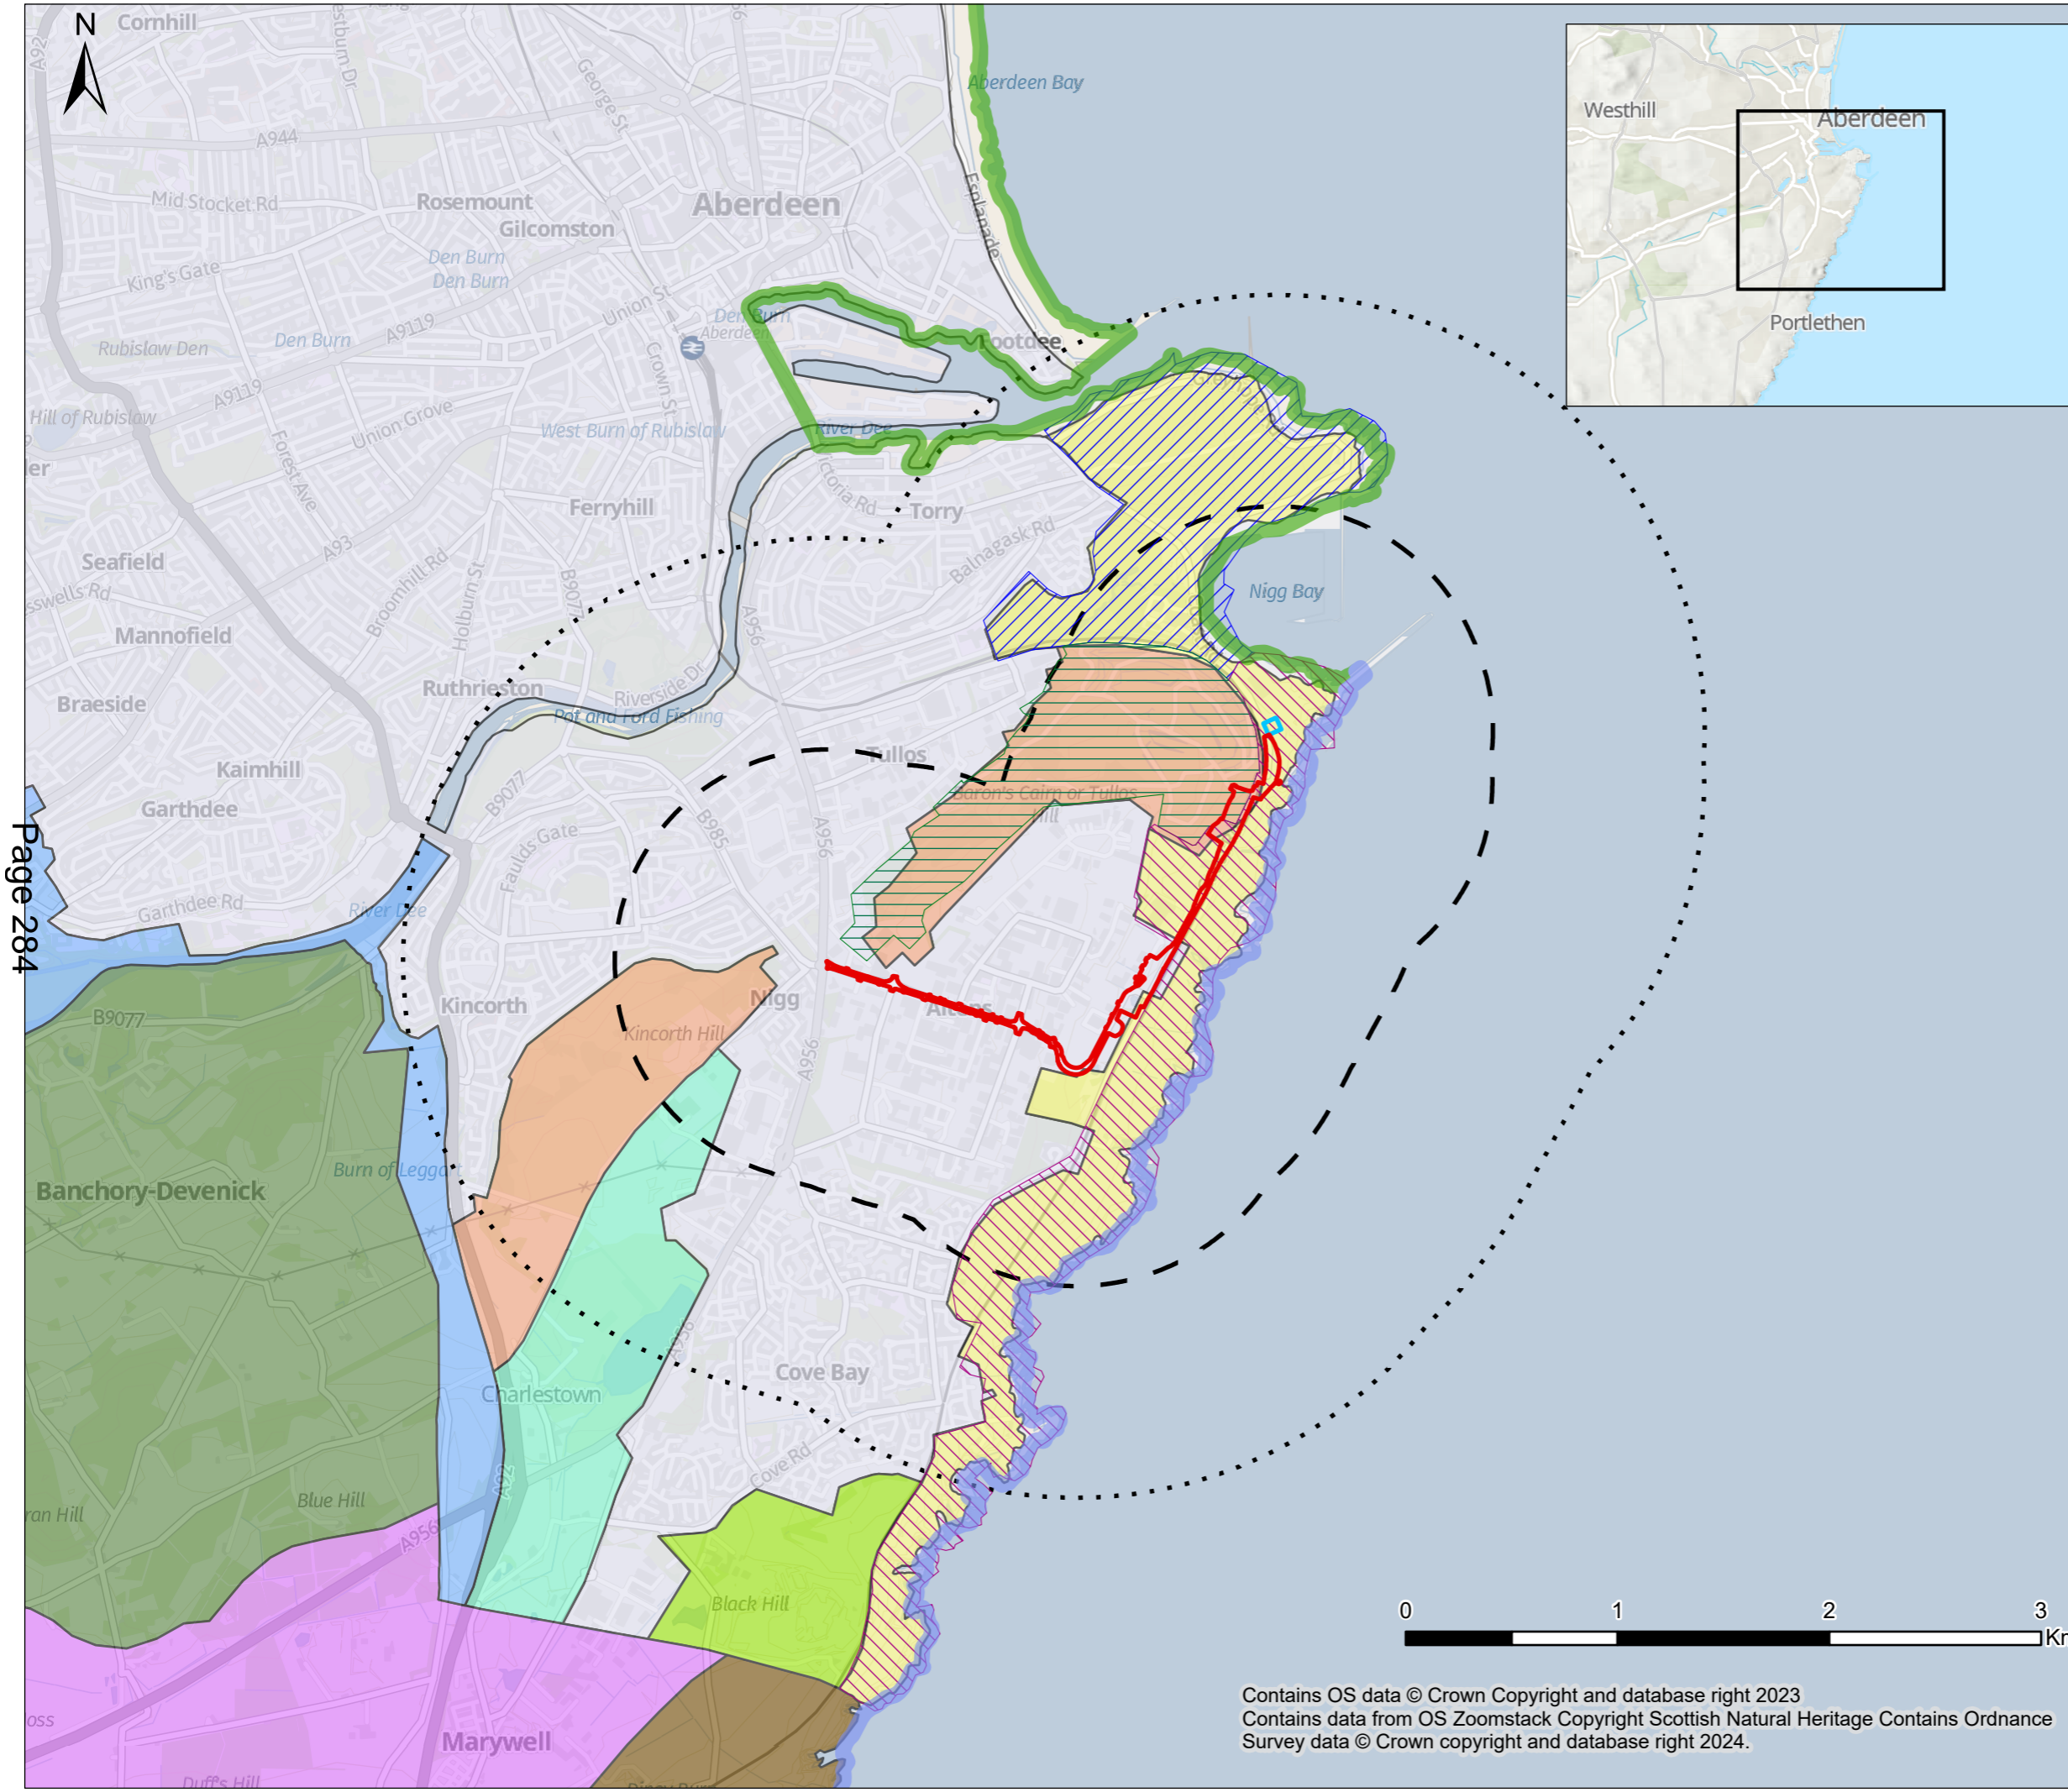 N
Cornhill
A92
Westburn Dr
George St
A956
A944
Mid Stocket Rd
Rosemount
Gilcomston
Aberdeen
Esplanade
Aberdeen Bay
Westhill
Aberdeen
Portlethen
King's Gate
Den Burn
Den Burn
Union St
Den Burn
Aberdeen
Footdee
Rubislaw Den
Den Burn
A9119
A9119
Crown St
Hill of Rubislaw
Union Grove
West Burn of Rubislaw
River Dee
Forest Ave
Victoria Rd
Ferryhill
Torry
Balnagask Rd
A93
Seafield
Broomhill Rd
Holburn St
B9077
Nigg Bay
Mannofield
A956
Ruthrieston
Riverside Dr
Braeside
Pot and Ford Fishing
Tullos
Kaimhill
Garthdee
B9077
B985
A956
Baron's Cairn or Tullos
Hill
Faulds Gate
Page 284
Garthdee Rd
River Dee
Kincorth
Nigg
Altens
B9077
Kincorth Hill
A956
Burn of Leggart
Banchory-Devenick
A956
Cove Bay
Charlestown
Cove Rd
A92
Blue Hill
A956
Black Hill
0 1 2 3
Marywell
Duff's Hill
Contains OS data © Crown Copyright and database right 2023
Contains data from OS Zoomstack Copyright Scottish Natural Heritage Contains Ordnance
Survey data © Crown copyright and database right 2024.